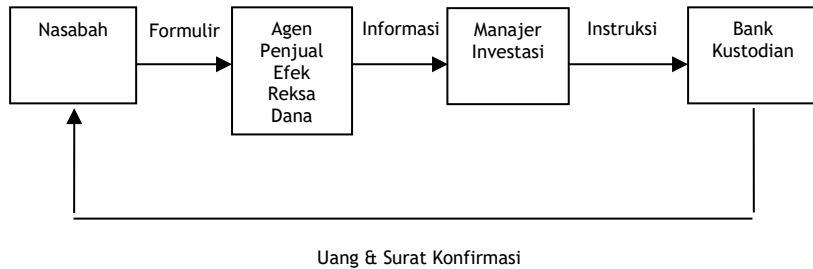 Nasabah
Formulir
Agen
Penjual
Efek
Reksa
Dana
Informasi
Manajer
Investasi
Instruksi
Bank
Kustodian
Uang & Surat Konfirmasi